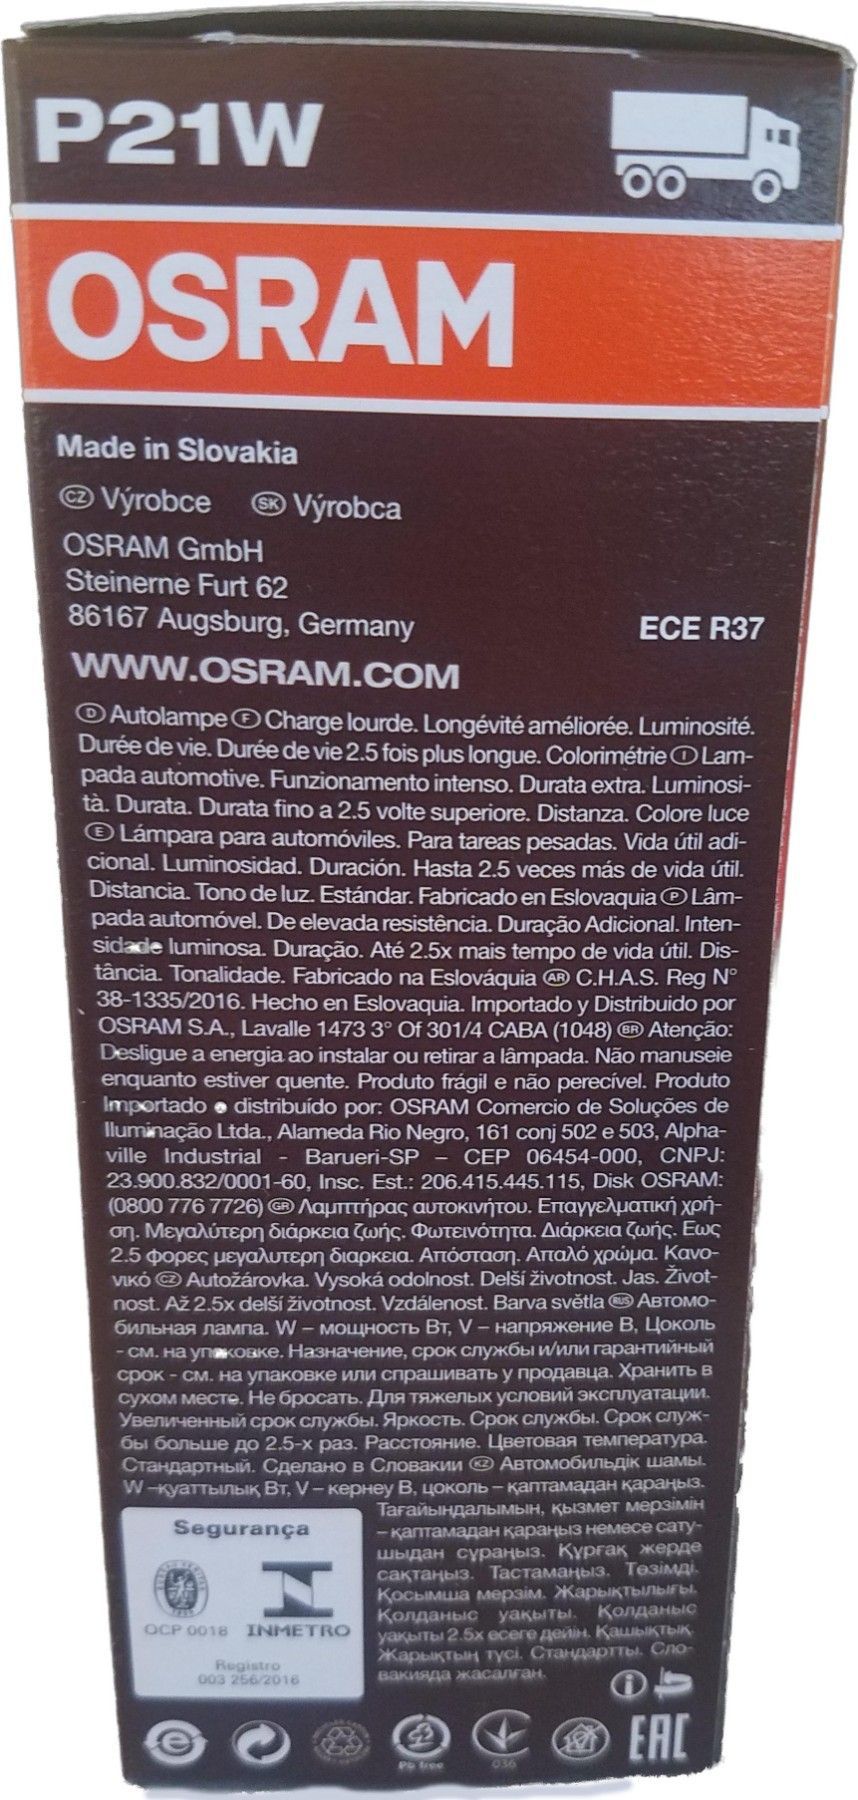 P21W
OSRAM
Made in Slovakia
CZ Výrobce SK Výrobca
OSRAM GmbH
Steinerne Furt 62
86167 Augsburg, Germany
ECE R37
WWW.OSRAM.COM
D Autolampe F Charge lourde. Longévité améliorée. Luminosité.
Durée de vie. Durée de vie 2.5 fois plus longue. Colorimétrie I Lam-
pada automotive. Funzionamento intenso. Durata extra. Luminosi-
tà. Durata. Durata fino a 2.5 volte superiore. Distanza. Colore luce
E Lámpara para automóviles. Para tareas pesadas. Vida útil adi-
cional. Luminosidad. Duración. Hasta 2.5 veces más de vida útil.
Distancia. Tono de luz. Estándar. Fabricado en Eslovaquia P Lâm-
pada automóvel. De elevada resistência. Duração Adicional. Inten-
sidade luminosa. Duração. Até 2.5x mais tempo de vida útil. Dis-
tância. Tonalidade. Fabricado na Eslováquia AR C.H.A.S. Reg N°
38-1335/2016. Hecho en Eslovaquia. Importado y Distribuido por
OSRAM S.A., Lavalle 1473 3° Of 301/4 CABA (1048) BR Atenção:
Desligue a energia ao instalar ou retirar a lâmpada. Não manuseie
enquanto estiver quente. Produto frágil e não perecível. Produto
Importado e distribuído por: OSRAM Comercio de Soluções de
Iluminação Ltda., Alameda Rio Negro, 161 conj 502 e 503, Alpha-
ville Industrial - Barueri-SP – CEP 06454-000, CNPJ:
23.900.832/0001-60, Insc. Est.: 206.415.445.115, Disk OSRAM:
(0800 776 7726) GR Λαμπτήρας αυτοκινήτου. Επαγγελματική χρή-
ση. Μεγαλύτερη διάρκεια ζωής. Φωτεινότητα. Διάρκεια ζωής. Εως
2.5 φορες μεγαλυτερη διαρκεια. Απόσταση. Απαλό χρώμα. Κανο-
νικό CZ Autožárovka. Vysoká odolnost. Delší životnost. Jas. Život-
nost. Až 2.5x delší životnost. Vzdálenost. Barva světla RUS Автомо-
бильная лампа. W – мощность Вт, V – напряжение В, Цоколь
- см. на упаковке. Назначение, срок службы и/или гарантийный
срок - см. на упаковке или спрашивать у продавца. Хранить в
сухом месте. Не бросать. Для тяжелых условий эксплуатации.
Увеличенный срок службы. Яркость. Срок службы. Срок служ-
бы больше до 2.5-х раз. Расстояние. Цветовая температура.
Стандартный. Сделано в Словакии KZ Автомобильдік шамы.
W –қуаттылық Вт, V – кернеу В, цоколь – қаптамадан қараңыз.
Тағайындалымын, қызмет мерзімін
– қаптамадан қараңыз немесе сату-
шыдан сұраңыз. Құрғақ жерде
сақтаңыз. Тастамаңыз. Төзімді.
Қосымша мерзім. Жарықтылығы.
Қолданыс уақыты. Қолданыс
уақыты 2.5х есеге дейін. Қашықтық.
Жарықтың түсі. Стандартты. Сло-
вакияда жасалған.
Segurança
OCP 0018 INMETRO
Registro
003 256/2016
Pb free
036
EAC